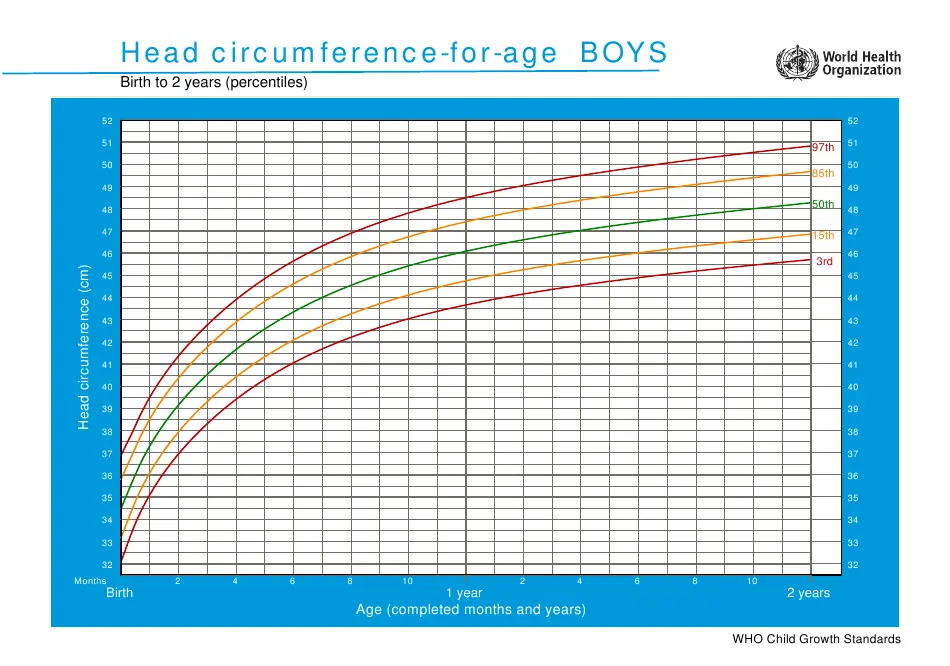 Head circumference-for-age BOYS
Birth to 2 years (percentiles)
World Health
Organization
52 52
51 51
97th
50 50
85th
49 49
48 48
50th
47 47
15th
46 46
3rd
45 45
44 44
43 43
42 42
41 41
40 40
39 39
38 38
37 37
36 36
35 35
34 34
33 33
32 32
Head circumference (cm)
Months 2 4 6 8 10 2 4 6 8 10
Birth 1 year 2 years
Age (completed months and years)
WHO Child Growth Standards